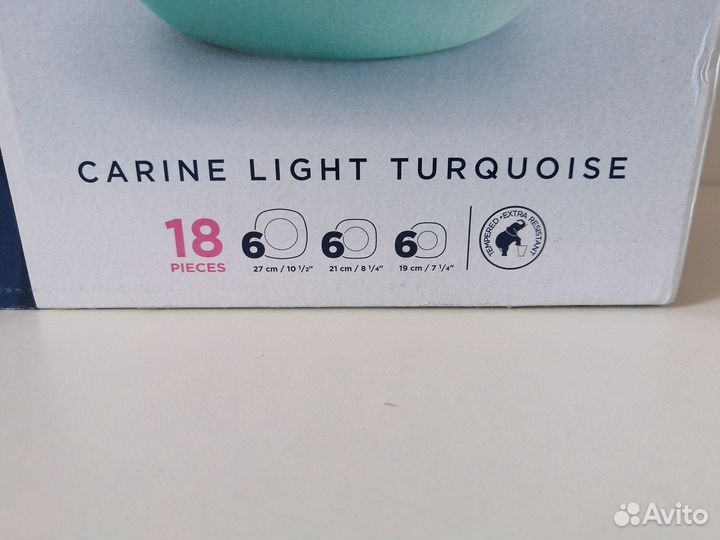 CARINE LIGHT TURQUOISE
18 PIECES
6 6 6
27 cm / 10 1/2" 21 cm / 8 1/4" 19 cm / 7 1/4"
TEMPERED • EXTRA RESISTANT
Avito